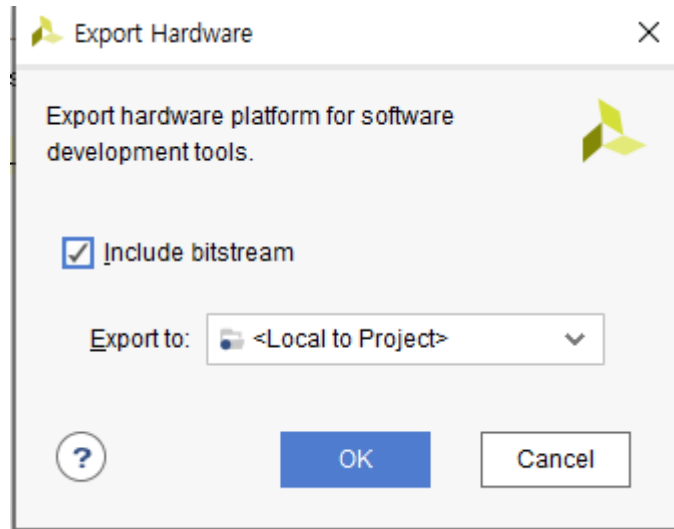 Export Hardware
Export hardware platform for software
development tools.
Include bitstream
Export to: <Local to Project>
?
OK Cancel